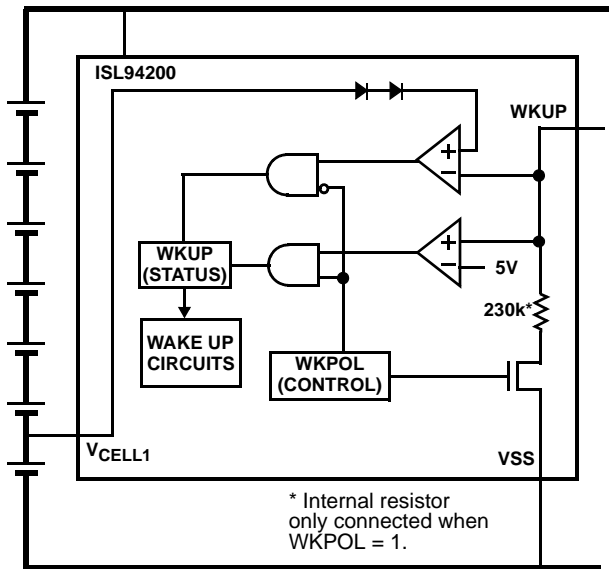 ISL94200
WKUP
+
−
WKUP
(STATUS)
+
−
5V
230k*
WAKE UP
CIRCUITS
WKPOL
(CONTROL)
VCELL1
VSS
* Internal resistor
only connected when
WKPOL = 1.